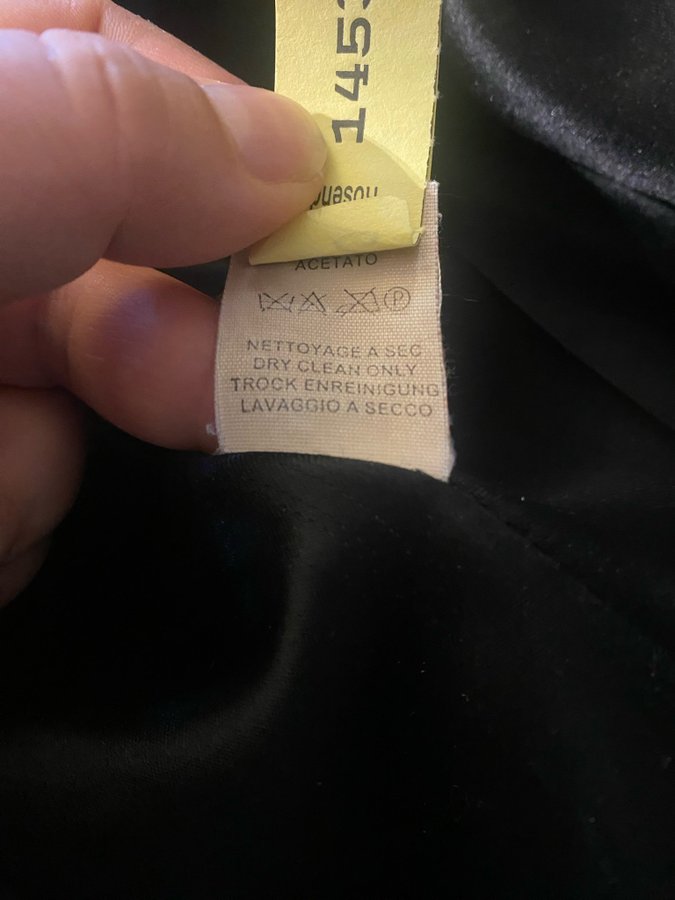 145
ACETATO
P
NETTOYAGE A SEC
DRY CLEAN ONLY
TROCK ENREINIGUNG
LAVAGGIO A SECCO